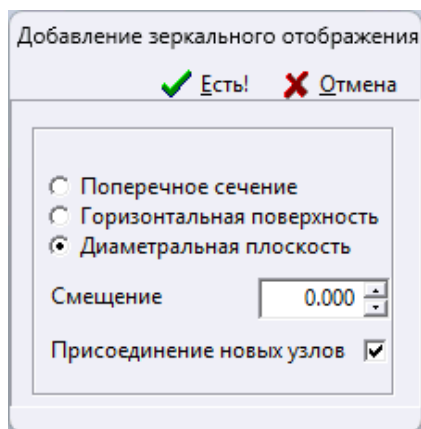 Добавление зеркального отображения
Есть! Отмена
Поперечное сечение
Горизонтальная поверхность
Диаметральная плоскость
Смещение 0.000
Присоединение новых узлов